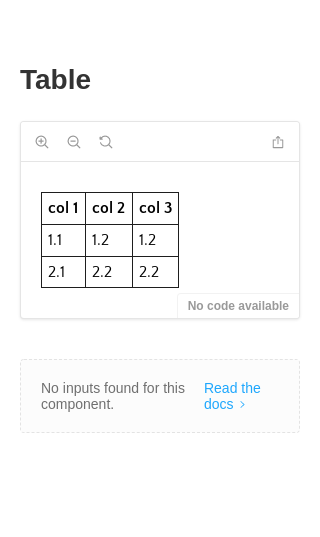 Table
col 1 col 2 col 3
1.1 1.2 1.2
2.1 2.2 2.2
No code available
No inputs found for this
component.
Read the
docs